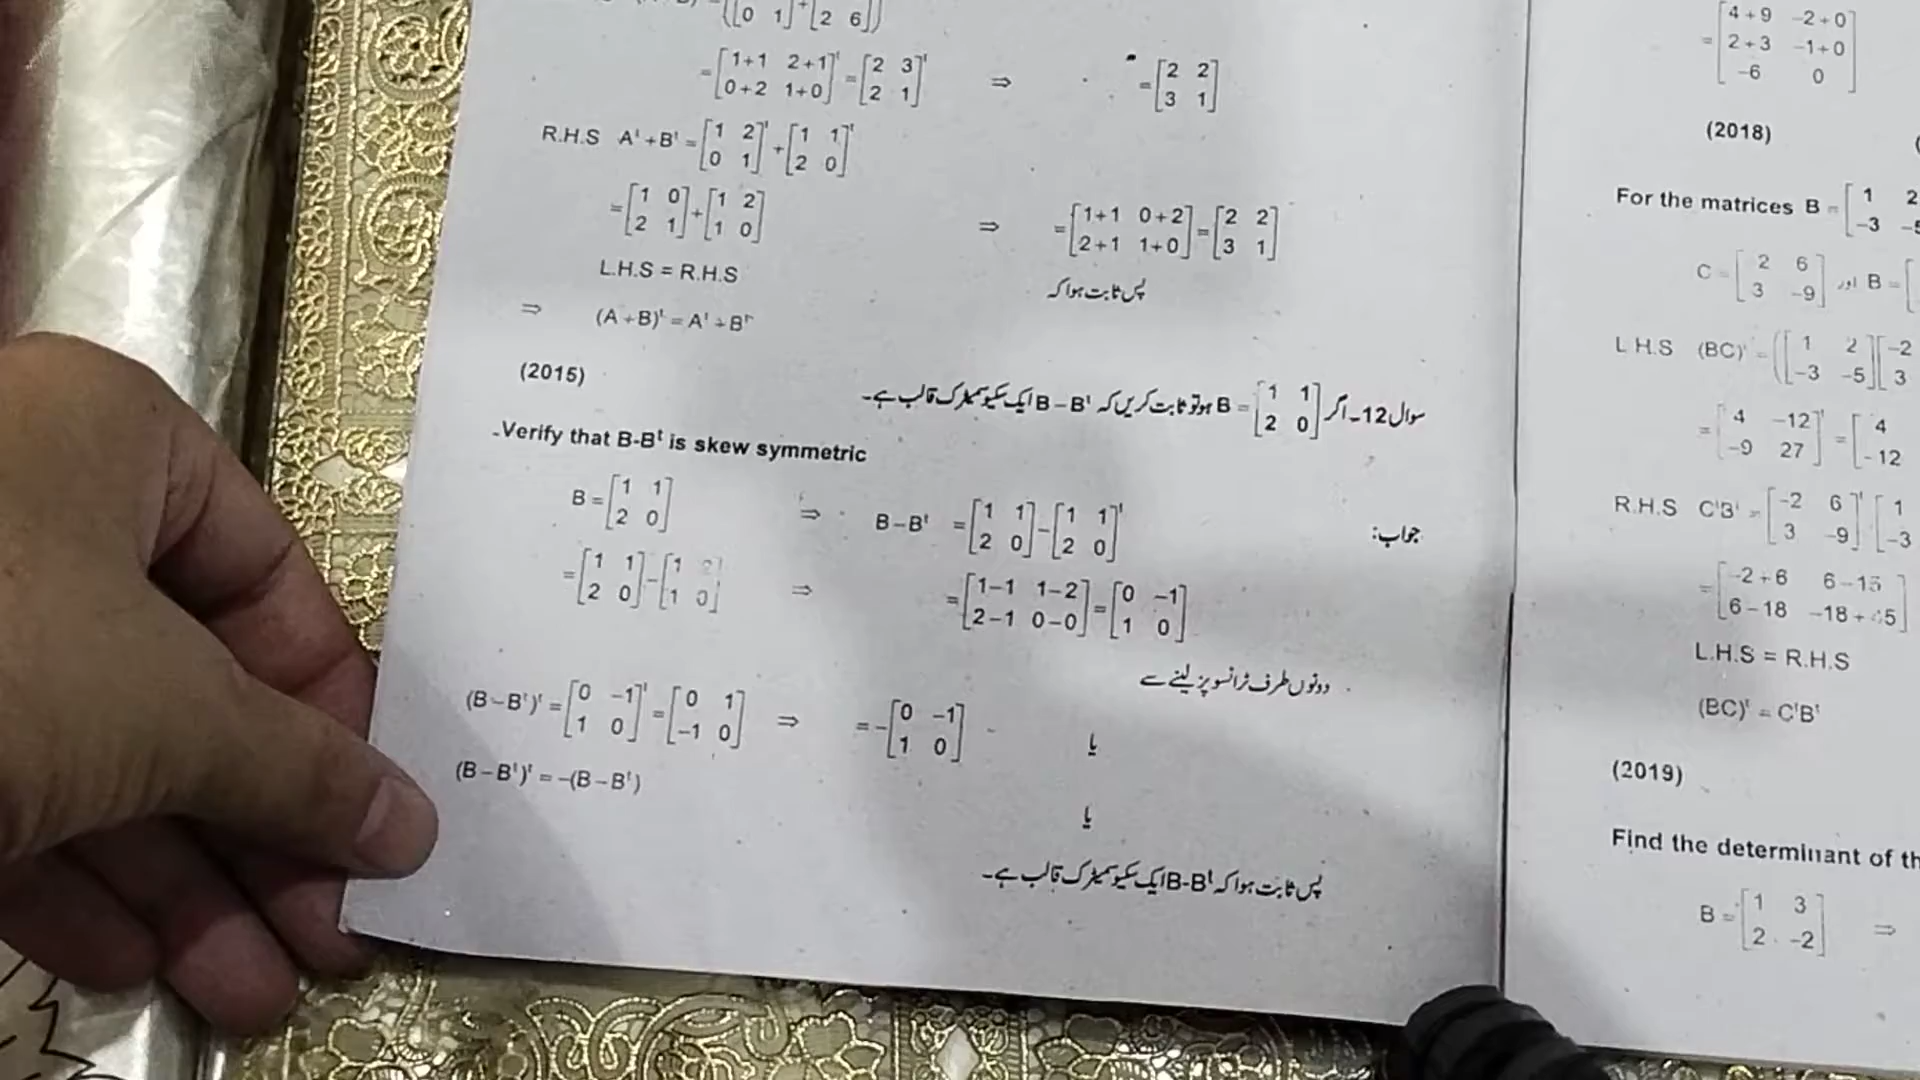 ([0 1] + [2 6])
= [1+1 2+1; 0+2 1+0]ᵗ = [2 3; 2 1]ᵗ ⇒ = [2 2; 3 1]
R.H.S Aᵗ + Bᵗ = [1 2; 0 1]ᵗ + [1 1; 2 0]ᵗ
= [1 0; 2 1] + [1 2; 1 0] ⇒ = [1+1 0+2; 2+1 1+0] = [2 2; 3 1]
L.H.S = R.H.S پس ثابت ہوا کہ
⇒ (A + B)ᵗ = Aᵗ + Bᵗ
(2015) سوال 12۔ اگر B = [1 1; 2 0] ہو تو ثابت کریں کہ B – Bᵗ ایک سکیو سمیٹرک قالب ہے۔
Verify that B-Bᵗ is skew symmetric
B = [1 1; 2 0] ⇒ B – Bᵗ = [1 1; 2 0] – [1 1; 2 0]ᵗ جواب:
= [1 1; 2 0] – [1 2; 1 0] ⇒ = [1–1 1–2; 2–1 0–0] = [0 –1; 1 0]
دونوں طرف ٹرانسپوز لینے سے
(B – Bᵗ)ᵗ = [0 –1; 1 0]ᵗ = [0 1; –1 0] ⇒ = –[0 –1; 1 0] یا
(B – Bᵗ)ᵗ = –(B – Bᵗ) یا
پس ثابت ہوا کہ B-Bᵗ ایک سکیو سمیٹرک قالب ہے۔
= [4+9 –2+0; 2+3 –1+0; –6 0]
(2018)
For the matrices B = [1 2; –3 –5
C = [2 6; 3 –9] اور B = [
L.H.S (BC)ᵗ = ([1 2; –3 –5] [–2; 3
= [4 –12; –9 27]ᵗ = [4; –12
R.H.S CᵗBᵗ = [–2 6; 3 –9]ᵗ [1; –3
= [–2+6 6–15; 6–18 –18+45]
L.H.S = R.H.S
(BC)ᵗ = CᵗBᵗ
(2019)
Find the determinant of th
B = [1 3; 2 –2] ⇒